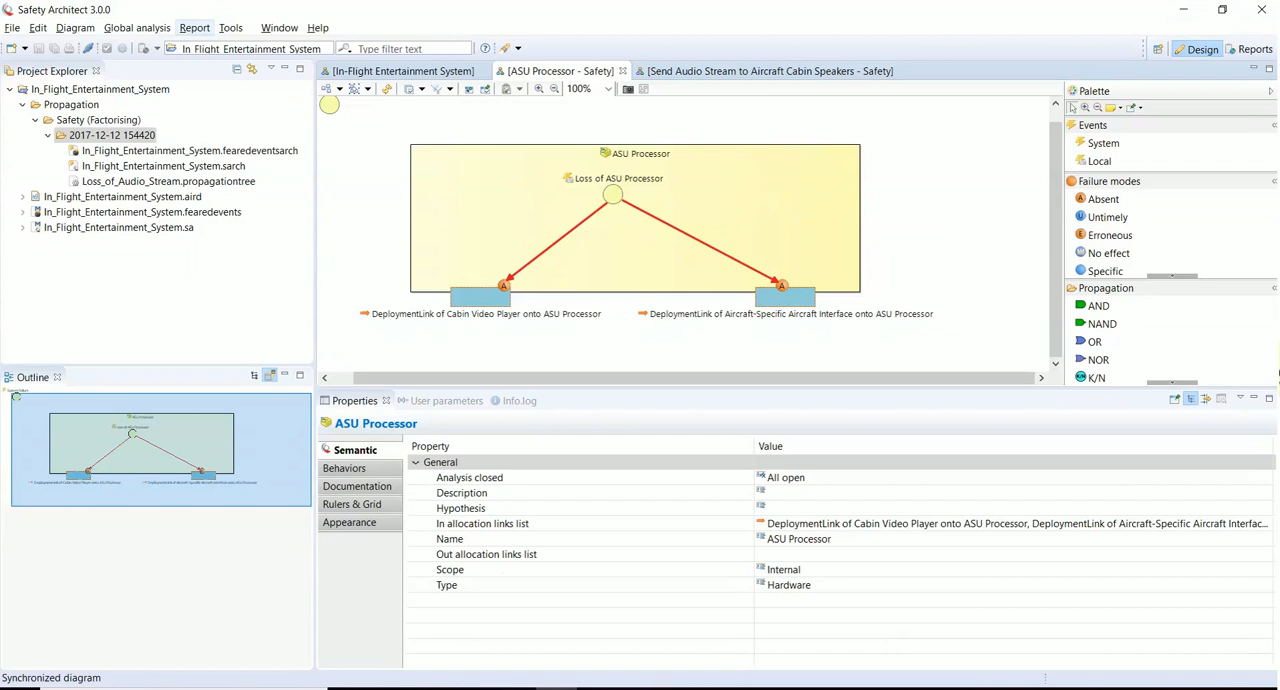 Safety Architect 3.0.0
File Edit Diagram Global analysis Report Tools Window Help
In Flight Entertainment System Type filter text Design Reports
Project Explorer
In_Flight_Entertainment_System
Propagation
Safety (Factorising)
2017-12-12 154420
In_Flight_Entertainment_System.fearedeventsarch
In_Flight_Entertainment_System.sarch
Loss_of_Audio_Stream.propagationtree
In_Flight_Entertainment_System.aird
In_Flight_Entertainment_System.fearedevents
In_Flight_Entertainment_System.sa
Outline
[In-Flight Entertainment System] [ASU Processor - Safety] [Send Audio Stream to Aircraft Cabin Speakers - Safety]
100%
ASU Processor
Loss of ASU Processor
A A
DeploymentLink of Cabin Video Player onto ASU Processor DeploymentLink of Aircraft-Specific Aircraft Interface onto ASU Processor
Palette
Events
System
Local
Failure modes
A Absent
U Untimely
E Erroneous
No effect
Specific
Propagation
AND
NAND
OR
NOR
K/N K/N
Properties User parameters Info.log
ASU Processor
Semantic
Behaviors
Documentation
Rulers & Grid
Appearance
Property Value
General
Analysis closed All open
Description
Hypothesis
In allocation links list DeploymentLink of Cabin Video Player onto ASU Processor, DeploymentLink of Aircraft-Specific Aircraft Interfac...
Name ASU Processor
Out allocation links list
Scope Internal
Type Hardware
Synchronized diagram